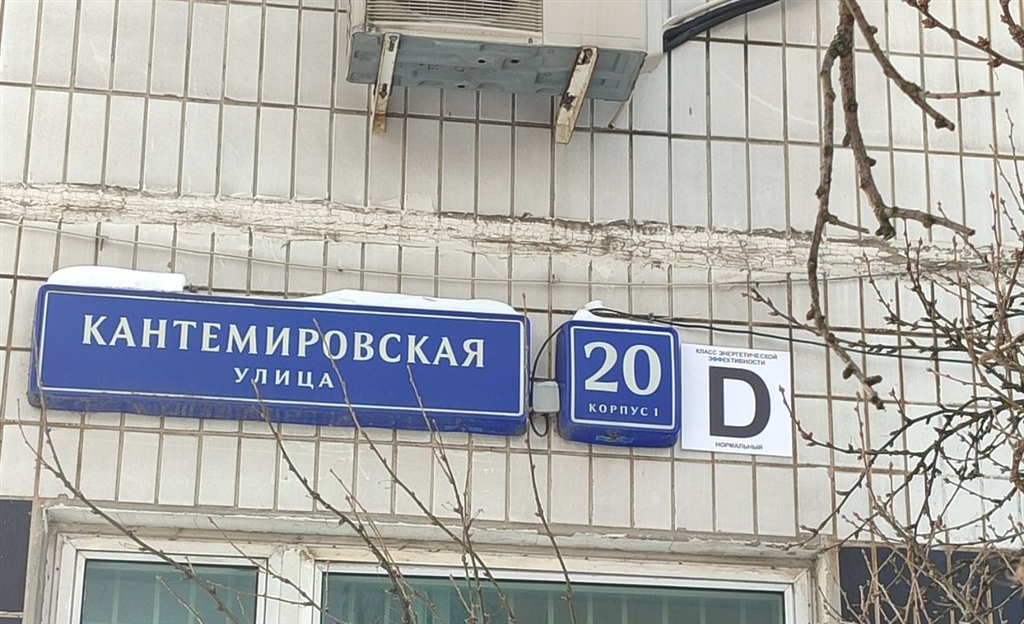 КАНТЕМИРОВСКАЯ
УЛИЦА
20
КОРПУС 1
КЛАСС ЭНЕРГЕТИЧЕСКОЙ
ЭФФЕКТИВНОСТИ
D
НОРМАЛЬНЫЙ